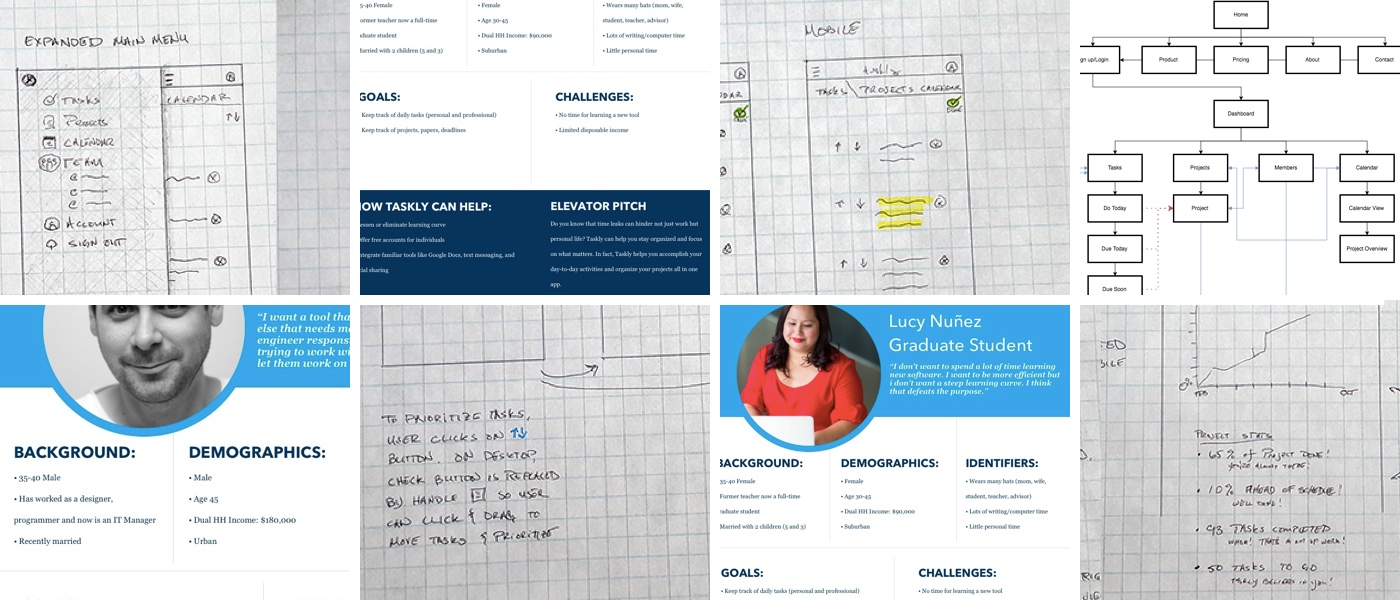 EXPANDED MAIN MENU
TASKS
PROJECTS
CALENDAR
TEAM
ACCOUNT
SIGN OUT
CALENDAR
5-40 Female
ormer teacher now a full-time
aduate student
arried with 2 children (5 and 3)
• Female
• Age 30-45
• Dual HH Income: $90,000
• Suburban
• Wears many hats (mom, wife,
student, teacher, advisor)
• Lots of writing/computer time
• Little personal time
GOALS:
Keep track of daily tasks (personal and professional)
Keep track of projects, papers, deadlines
CHALLENGES:
• No time for learning a new tool
• Limited disposable income
OW TASKLY CAN HELP:
essen or eliminate learning curve
ffer free accounts for individuals
ntegrate familiar tools like Google Docs, text messaging, and
ial sharing
ELEVATOR PITCH
Do you know that time leaks can hinder not just work but
personal life? Taskly can help you stay organized and focus
on what matters. In fact, Taskly helps you accomplish your
day-to-day activities and organize your projects all in one
app.
MOBILE
taskly
TASKS PROJECTS CALENDAR
DAR
Home
gn up/Login
Product
Pricing
About
Contact
Dashboard
Tasks
Projects
Members
Calendar
Do Today
Project
Calendar View
Due Today
Project Overview
Due Soon
"I want a tool tha
else that needs m
engineer respons
trying to work wi
let them work on
BACKGROUND:
• 35-40 Male
• Has worked as a designer,
programmer and now is an IT Manager
• Recently married
DEMOGRAPHICS:
• Male
• Age 45
• Dual HH Income: $180,000
• Urban
TO PRIORITIZE TASKS,
USER CLICKS ON ↑↓
BUTTON. ON DESKTOP
CHECK BUTTON IS REPLACED
BY HANDLE SO USER
CAN CLICK & DRAG TO
MOVE TASKS & PRIORITIZE
Lucy Nuñez
Graduate Student
"I don't want to spend a lot of time learning
new software. I want to be more efficient but
i don't want a steep learning curve. I think
that defeats the purpose."
BACKGROUND:
35-40 Female
Former teacher now a full-time
raduate student
Married with 2 children (5 and 3)
DEMOGRAPHICS:
• Female
• Age 30-45
• Dual HH Income: $90,000
• Suburban
IDENTIFIERS:
• Wears many hats (mom, wife,
student, teacher, advisor)
• Lots of writing/computer time
• Little personal time
GOALS:
• Keep track of daily tasks (personal and professional)
CHALLENGES:
• No time for learning a new tool
0%
FEB
OCT
PROJECT STATS
• 65% OF PROJECT DONE!
YOU'RE ALMOST THERE!
• 10% AHEAD OF SCHEDULE!
WELL DONE!
• 93 TASKS COMPLETED
WHEW! THAT'S A LOT OF WORK!
• 50 TASKS TO GO
TASKLY BELIEVES IN YOU!